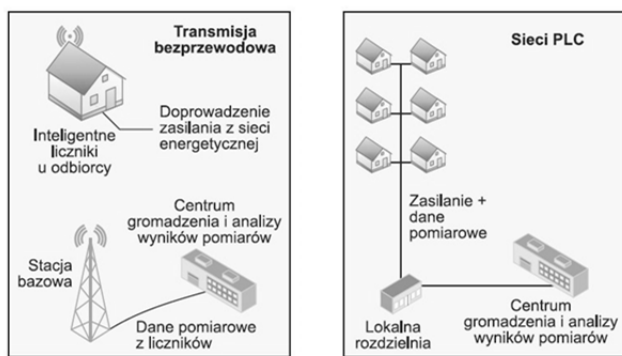 Transmisja
bezprzewodowa
Doprowadzenie
zasilania z sieci
energetycznej
Inteligentne
liczniki
u odbiorcy
Centrum
gromadzenia i analizy
wyników pomiarów
Stacja
bazowa
Dane pomiarowe
z liczników
Sieci PLC
Zasilanie +
dane
pomiarowe
Lokalna
rozdzielnia
Centrum
gromadzenia i analizy
wyników pomiarów